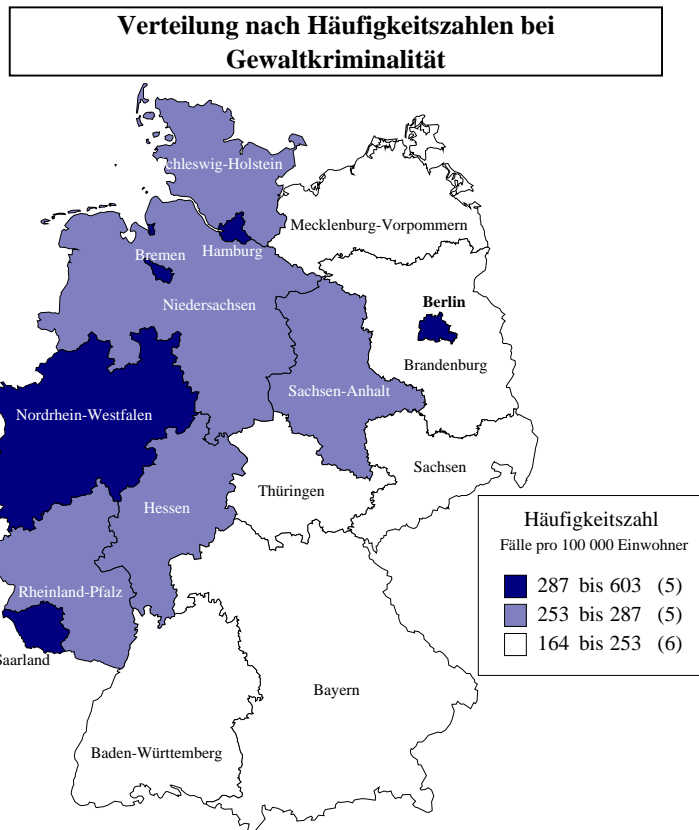 Verteilung nach Häufigkeitszahlen bei
Gewaltkriminalität
chleswig-Holstein
Mecklenburg-Vorpommern
Bremen
Hamburg
Niedersachsen
Berlin
Brandenburg
Sachsen-Anhalt
Nordrhein-Westfalen
Sachsen
Thüringen
Hessen
Häufigkeitszahl
Fälle pro 100 000 Einwohner
287 bis 603 (5)
253 bis 287 (5)
164 bis 253 (6)
Rheinland-Pfalz
Saarland
Bayern
Baden-Württemberg